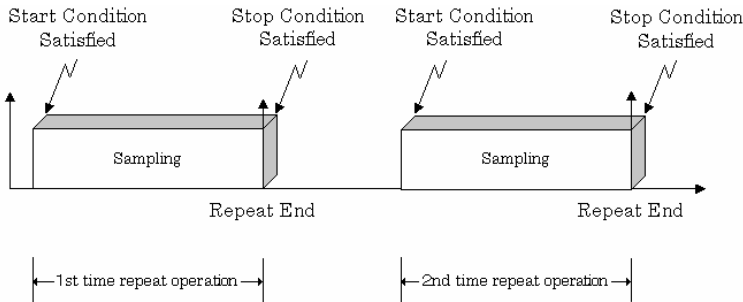 Start Condition
Satisfied
Stop Condition
Satisfied
Start Condition
Satisfied
Stop Condition
Satisfied
Sampling
Sampling
Repeat End
Repeat End
1st time repeat operation
2nd time repeat operation